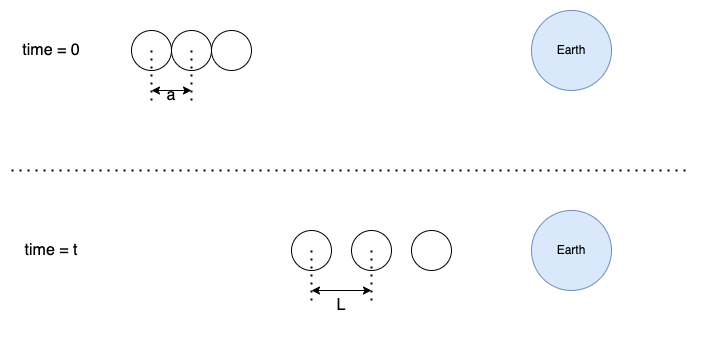 time = 0
Earth
a
time = t
Earth
L